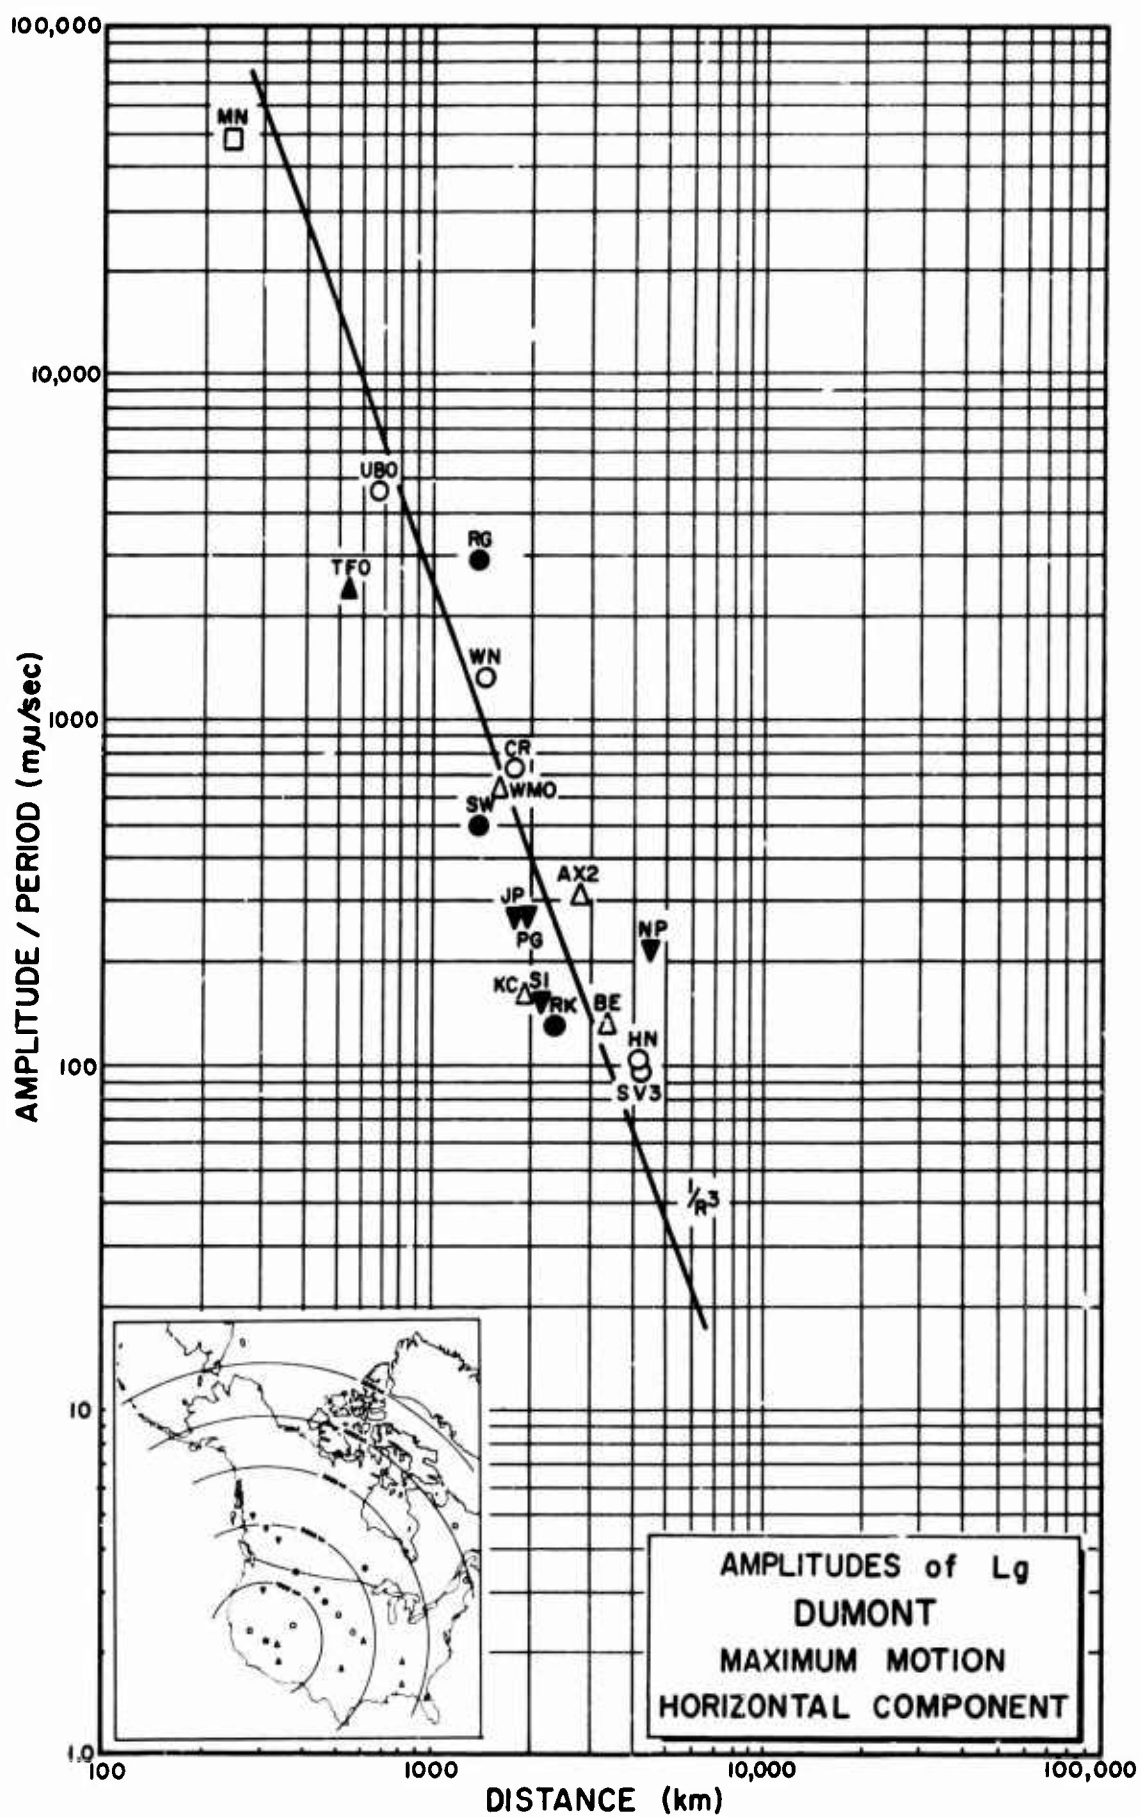 100,000
MN
10,000
UBO
RG
TFO
WN
1000
CR
WMO
SW
AX2
JP
PG
NP
KC
SI
RK
BE
HN
100
SV3
1/R3
10
1.0
100
1000
10,000
100,000
AMPLITUDE / PERIOD (mμ/sec)
DISTANCE (km)
AMPLITUDES of Lg
DUMONT
MAXIMUM MOTION
HORIZONTAL COMPONENT